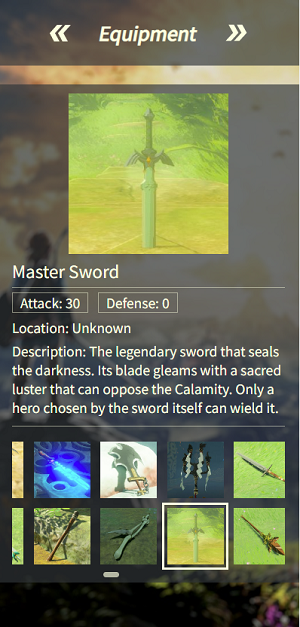 « Equipment »
Master Sword
Attack: 30 Defense: 0
Location: Unknown
Description: The legendary sword that seals
the darkness. Its blade gleams with a sacred
luster that can oppose the Calamity. Only a
hero chosen by the sword itself can wield it.